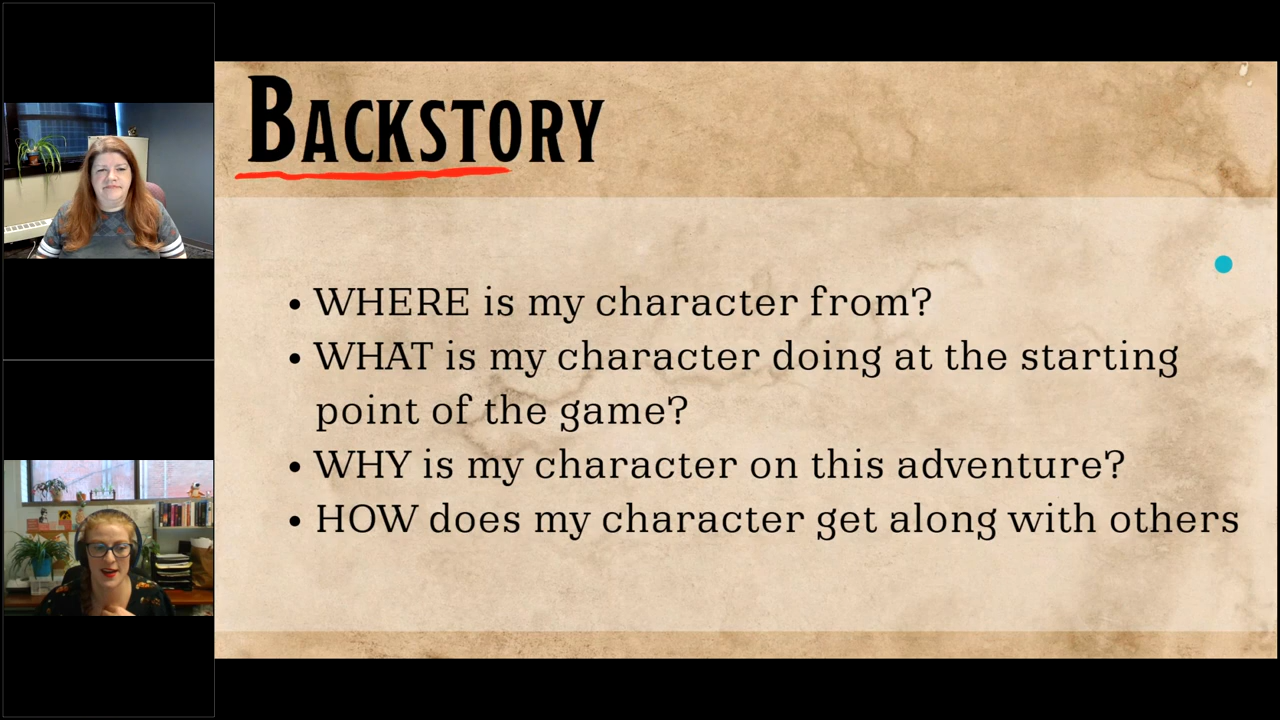 BACKSTORY
• WHERE is my character from?
• WHAT is my character doing at the starting
point of the game?
• WHY is my character on this adventure?
• HOW does my character get along with others